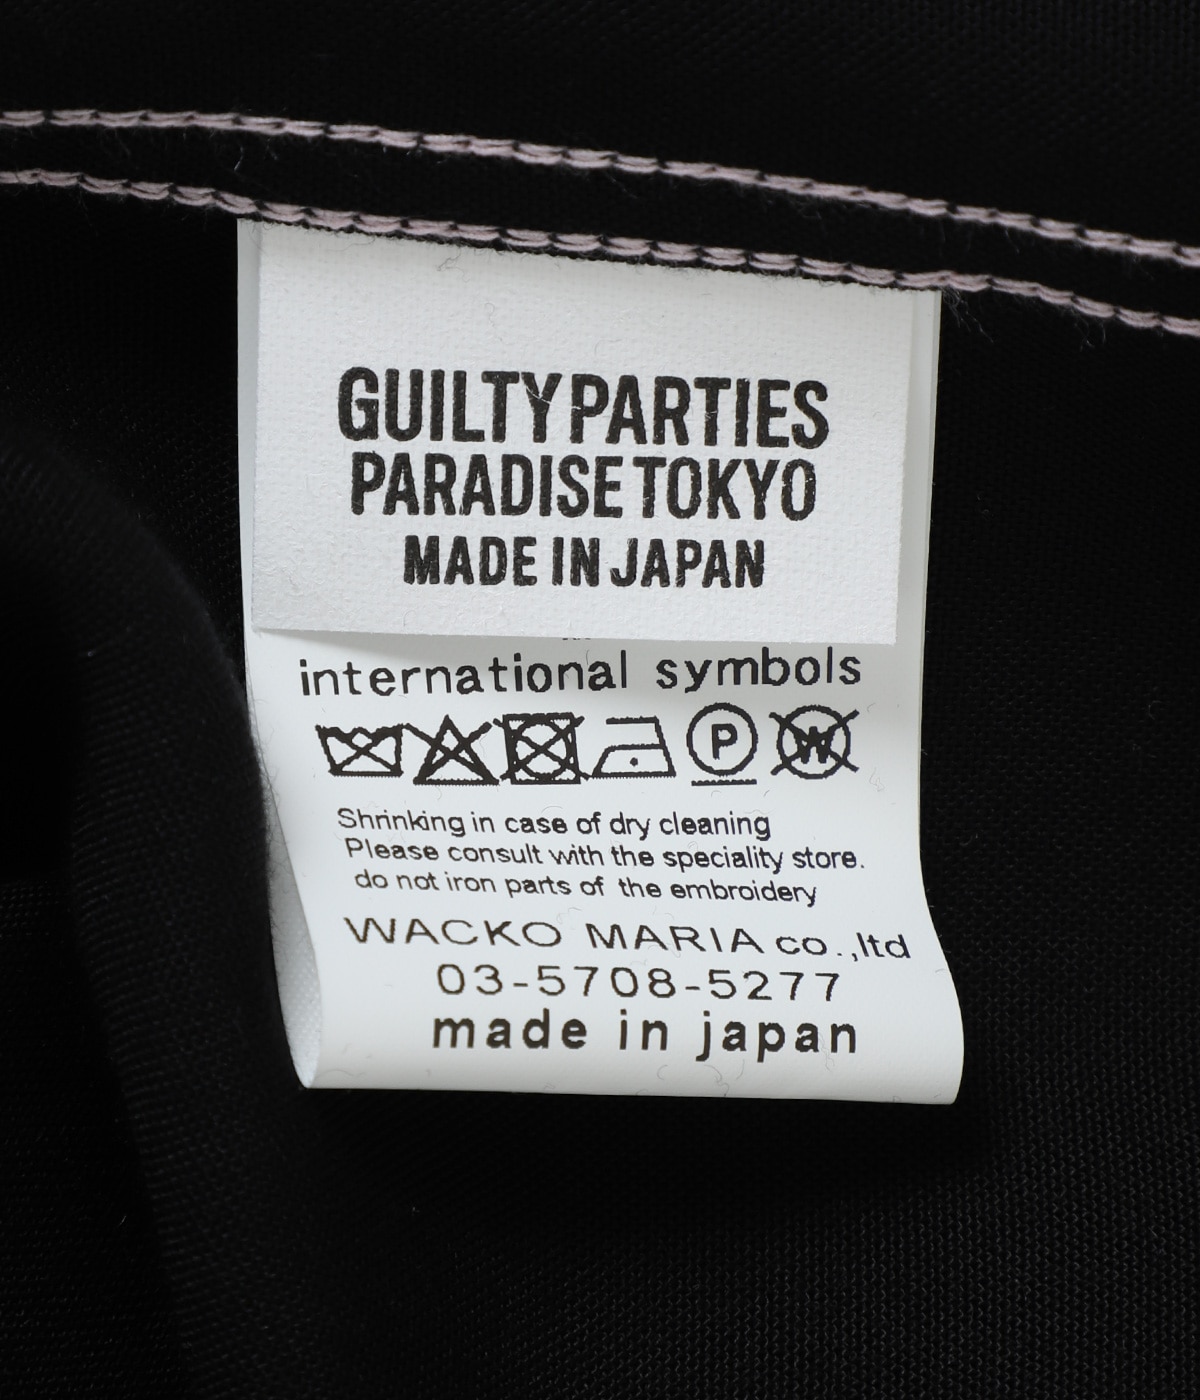 GUILTY PARTIES
PARADISE TOKYO
MADE IN JAPAN
international symbols
P W
Shrinking in case of dry cleaning
Please consult with the speciality store.
do not iron parts of the embroidery
WACKO MARIA co.,ltd
03-5708-5277
made in japan